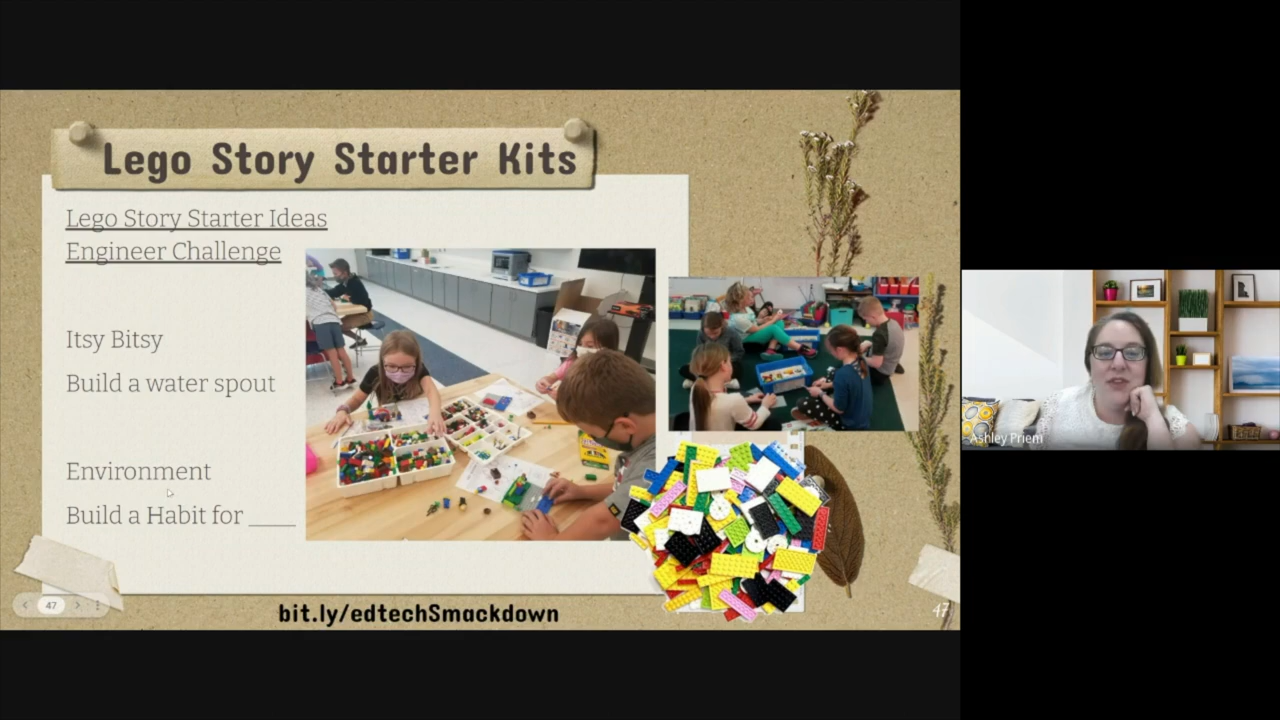 Lego Story Starter Kits
Lego Story Starter Ideas
Engineer Challenge
Itsy Bitsy
Build a water spout
Environment
Build a Habit for ____
47
bit.ly/edtechSmackdown
47
Ashley Priem